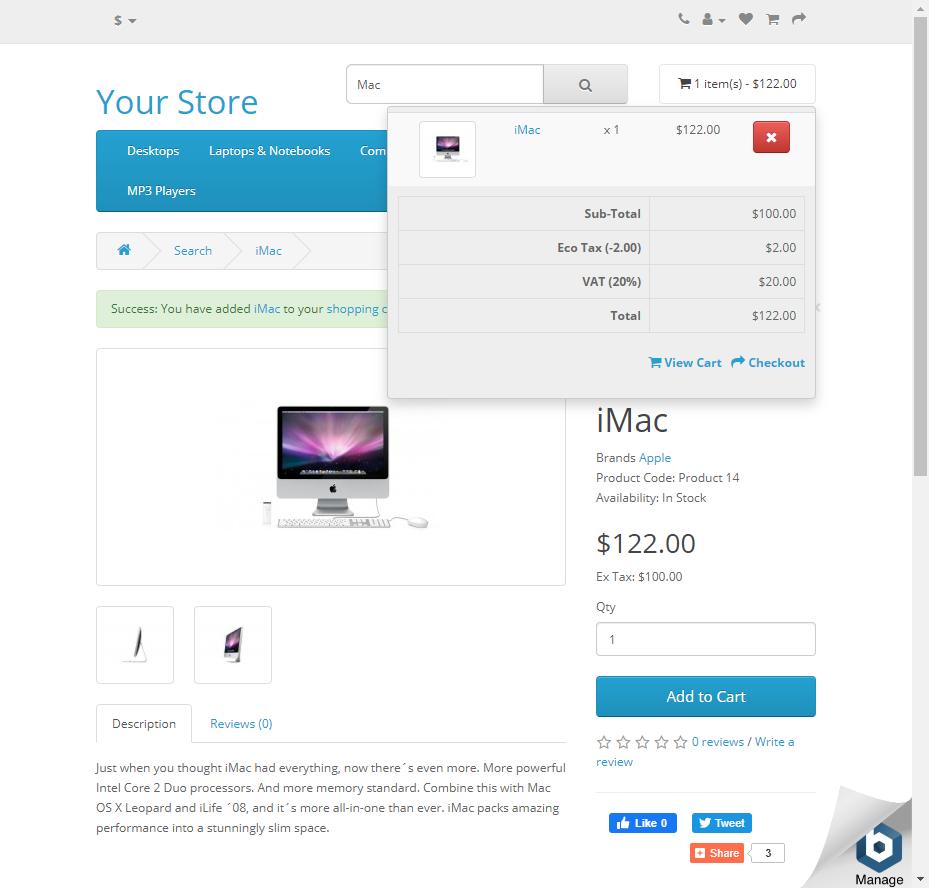 $
Mac
1 item(s) - $122.00
Your Store
Desktops
Laptops & Notebooks
Com
MP3 Players
iMac
x 1
$122.00
Sub-Total
$100.00
Eco Tax (-2.00)
$2.00
VAT (20%)
$20.00
Total
$122.00
View Cart
Checkout
Search
iMac
Success: You have added iMac to your shopping c
iMac
Brands Apple
Product Code: Product 14
Availability: In Stock
$122.00
Ex Tax: $100.00
Qty
1
Add to Cart
0 reviews / Write a
review
Like 0
Tweet
Share
3
Description
Reviews (0)
Just when you thought iMac had everything, now there´s even more. More powerful
Intel Core 2 Duo processors. And more memory standard. Combine this with Mac
OS X Leopard and iLife ´08, and it´s more all-in-one than ever. iMac packs amazing
performance into a stunningly slim space.
Manage